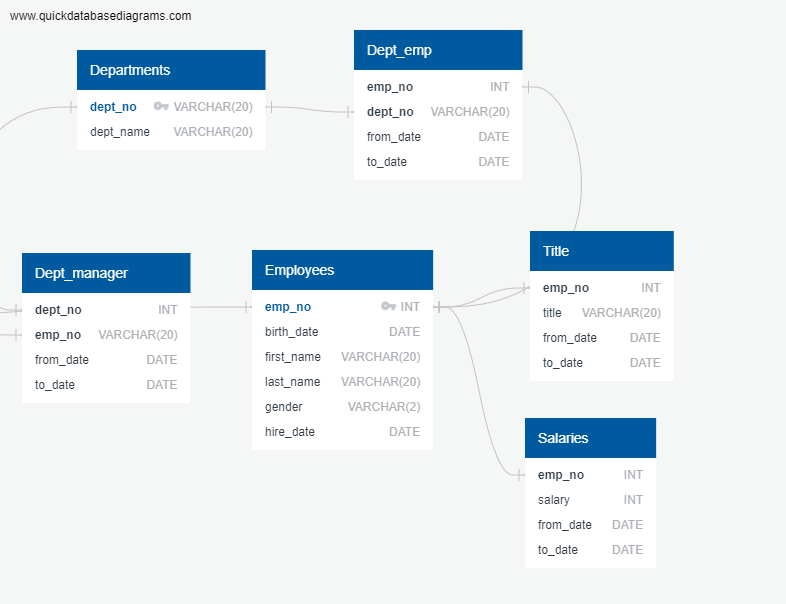 www.quickdatabasediagrams.com
Departments
dept_no VARCHAR(20)
dept_name VARCHAR(20)
Dept_emp
emp_no INT
dept_no VARCHAR(20)
from_date DATE
to_date DATE
Dept_manager
dept_no INT
emp_no VARCHAR(20)
from_date DATE
to_date DATE
Employees
emp_no INT
birth_date DATE
first_name VARCHAR(20)
last_name VARCHAR(20)
gender VARCHAR(2)
hire_date DATE
Title
emp_no INT
title VARCHAR(20)
from_date DATE
to_date DATE
Salaries
emp_no INT
salary INT
from_date DATE
to_date DATE